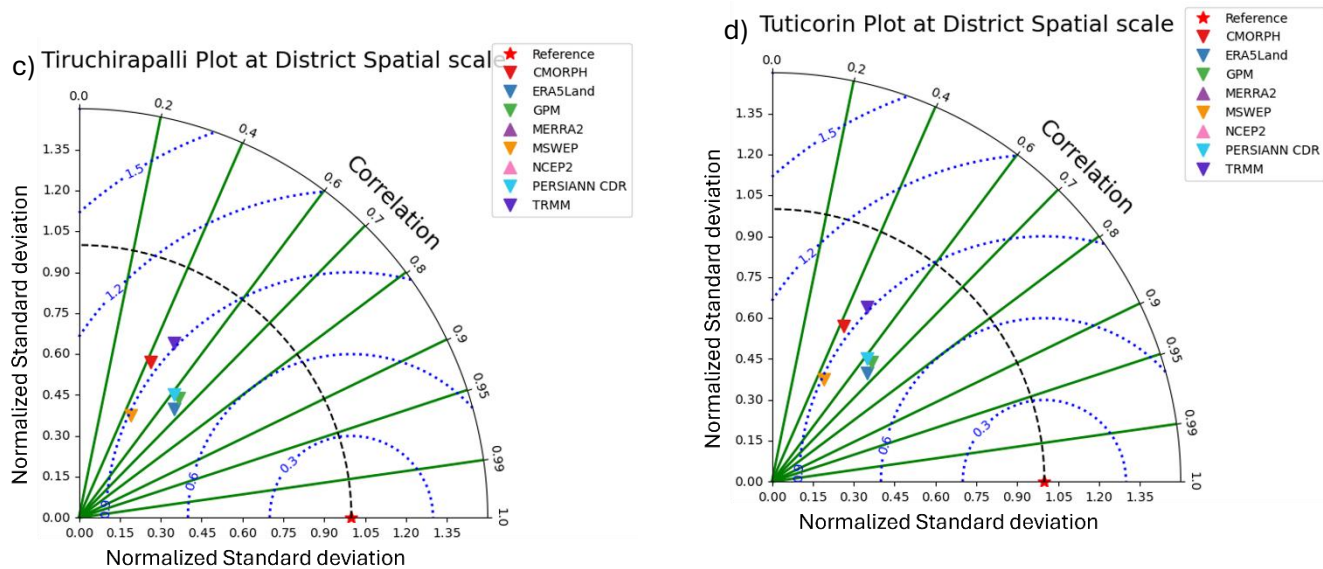 c) Tiruchirapalli Plot at District Spatial scale
Reference
CMORPH
ERA5Land
GPM
MERRA2
MSWEP
NCEP2
PERSIANN CDR
TRMM
Correlation
0.0
0.2
0.4
0.6
0.7
0.8
0.9
0.95
0.99
1.0
1.5
1.2
0.9
0.6
0.3
Normalized Standard deviation
1.35
1.20
1.05
0.90
0.75
0.60
0.45
0.30
0.15
0.00
0.00 0.15 0.30 0.45 0.60 0.75 0.90 1.05 1.20 1.35
Normalized Standard deviation
d) Tuticorin Plot at District Spatial scale
Reference
CMORPH
ERA5Land
GPM
MERRA2
MSWEP
NCEP2
PERSIANN CDR
TRMM
Correlation
0.0
0.2
0.4
0.6
0.7
0.8
0.9
0.95
0.99
1.0
1.5
1.2
0.9
0.6
0.3
Normalized Standard deviation
1.35
1.20
1.05
0.90
0.75
0.60
0.45
0.30
0.15
0.00
0.00 0.15 0.30 0.45 0.60 0.75 0.90 1.05 1.20 1.35
Normalized Standard deviation